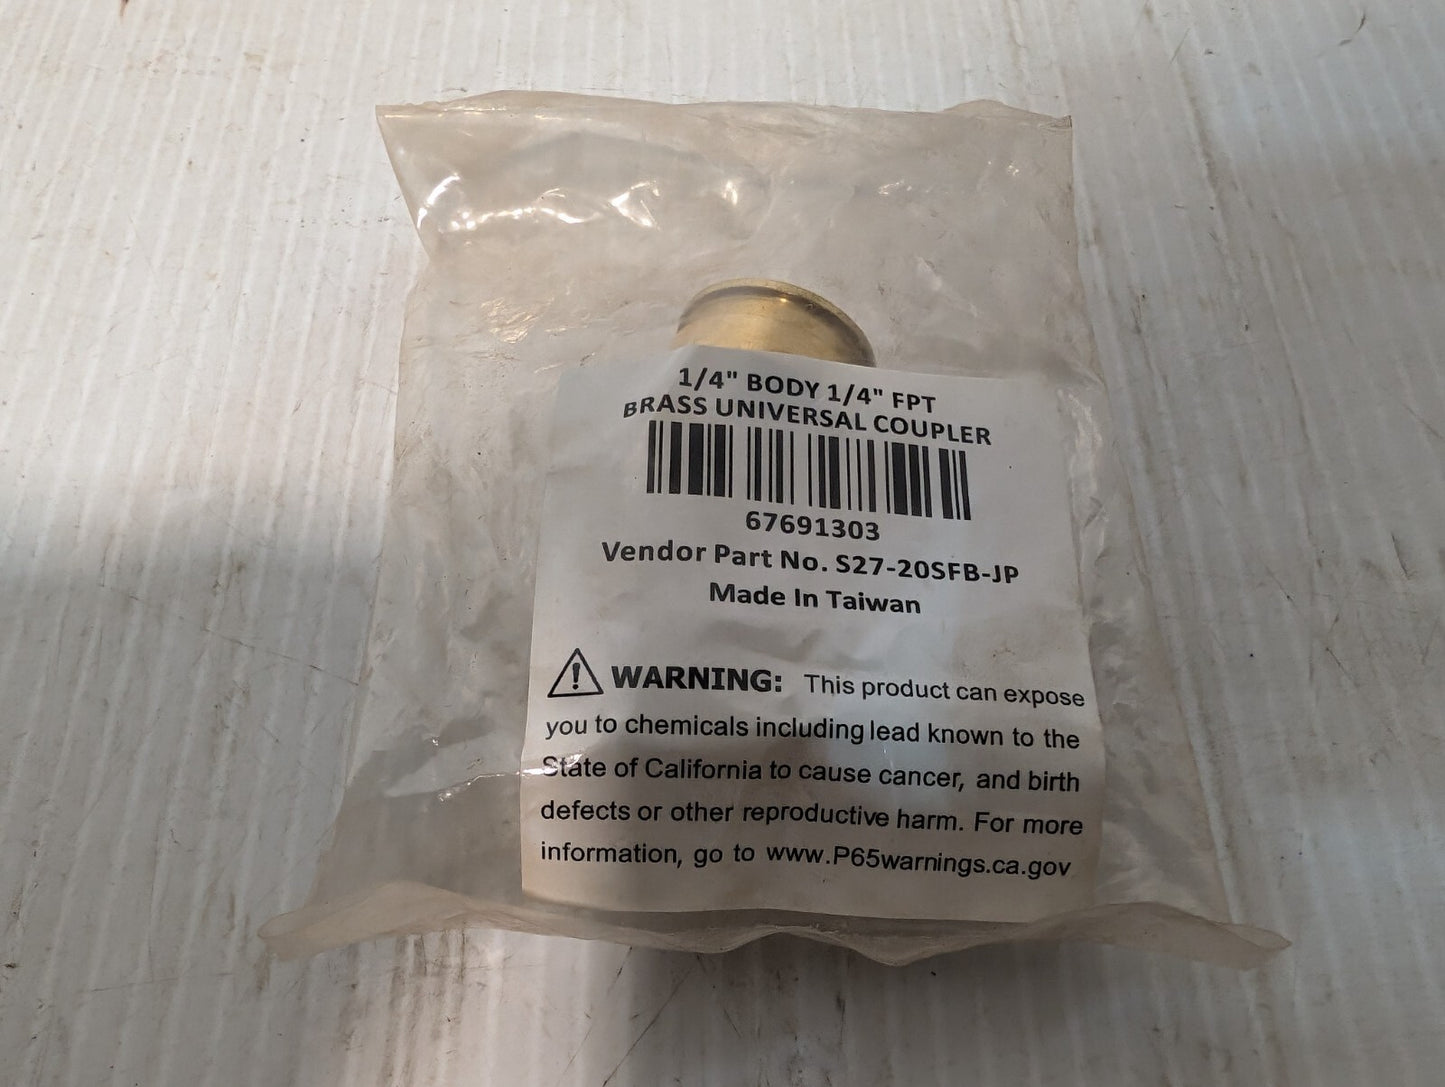 1/4" BODY 1/4" FPT
BRASS UNIVERSAL COUPLER
67691303
Vendor Part No. S27-20SFB-JP
Made In Taiwan
WARNING: This product can expose
you to chemicals including lead known to the
State of California to cause cancer, and birth
defects or other reproductive harm. For more
information, go to www.P65warnings.ca.gov